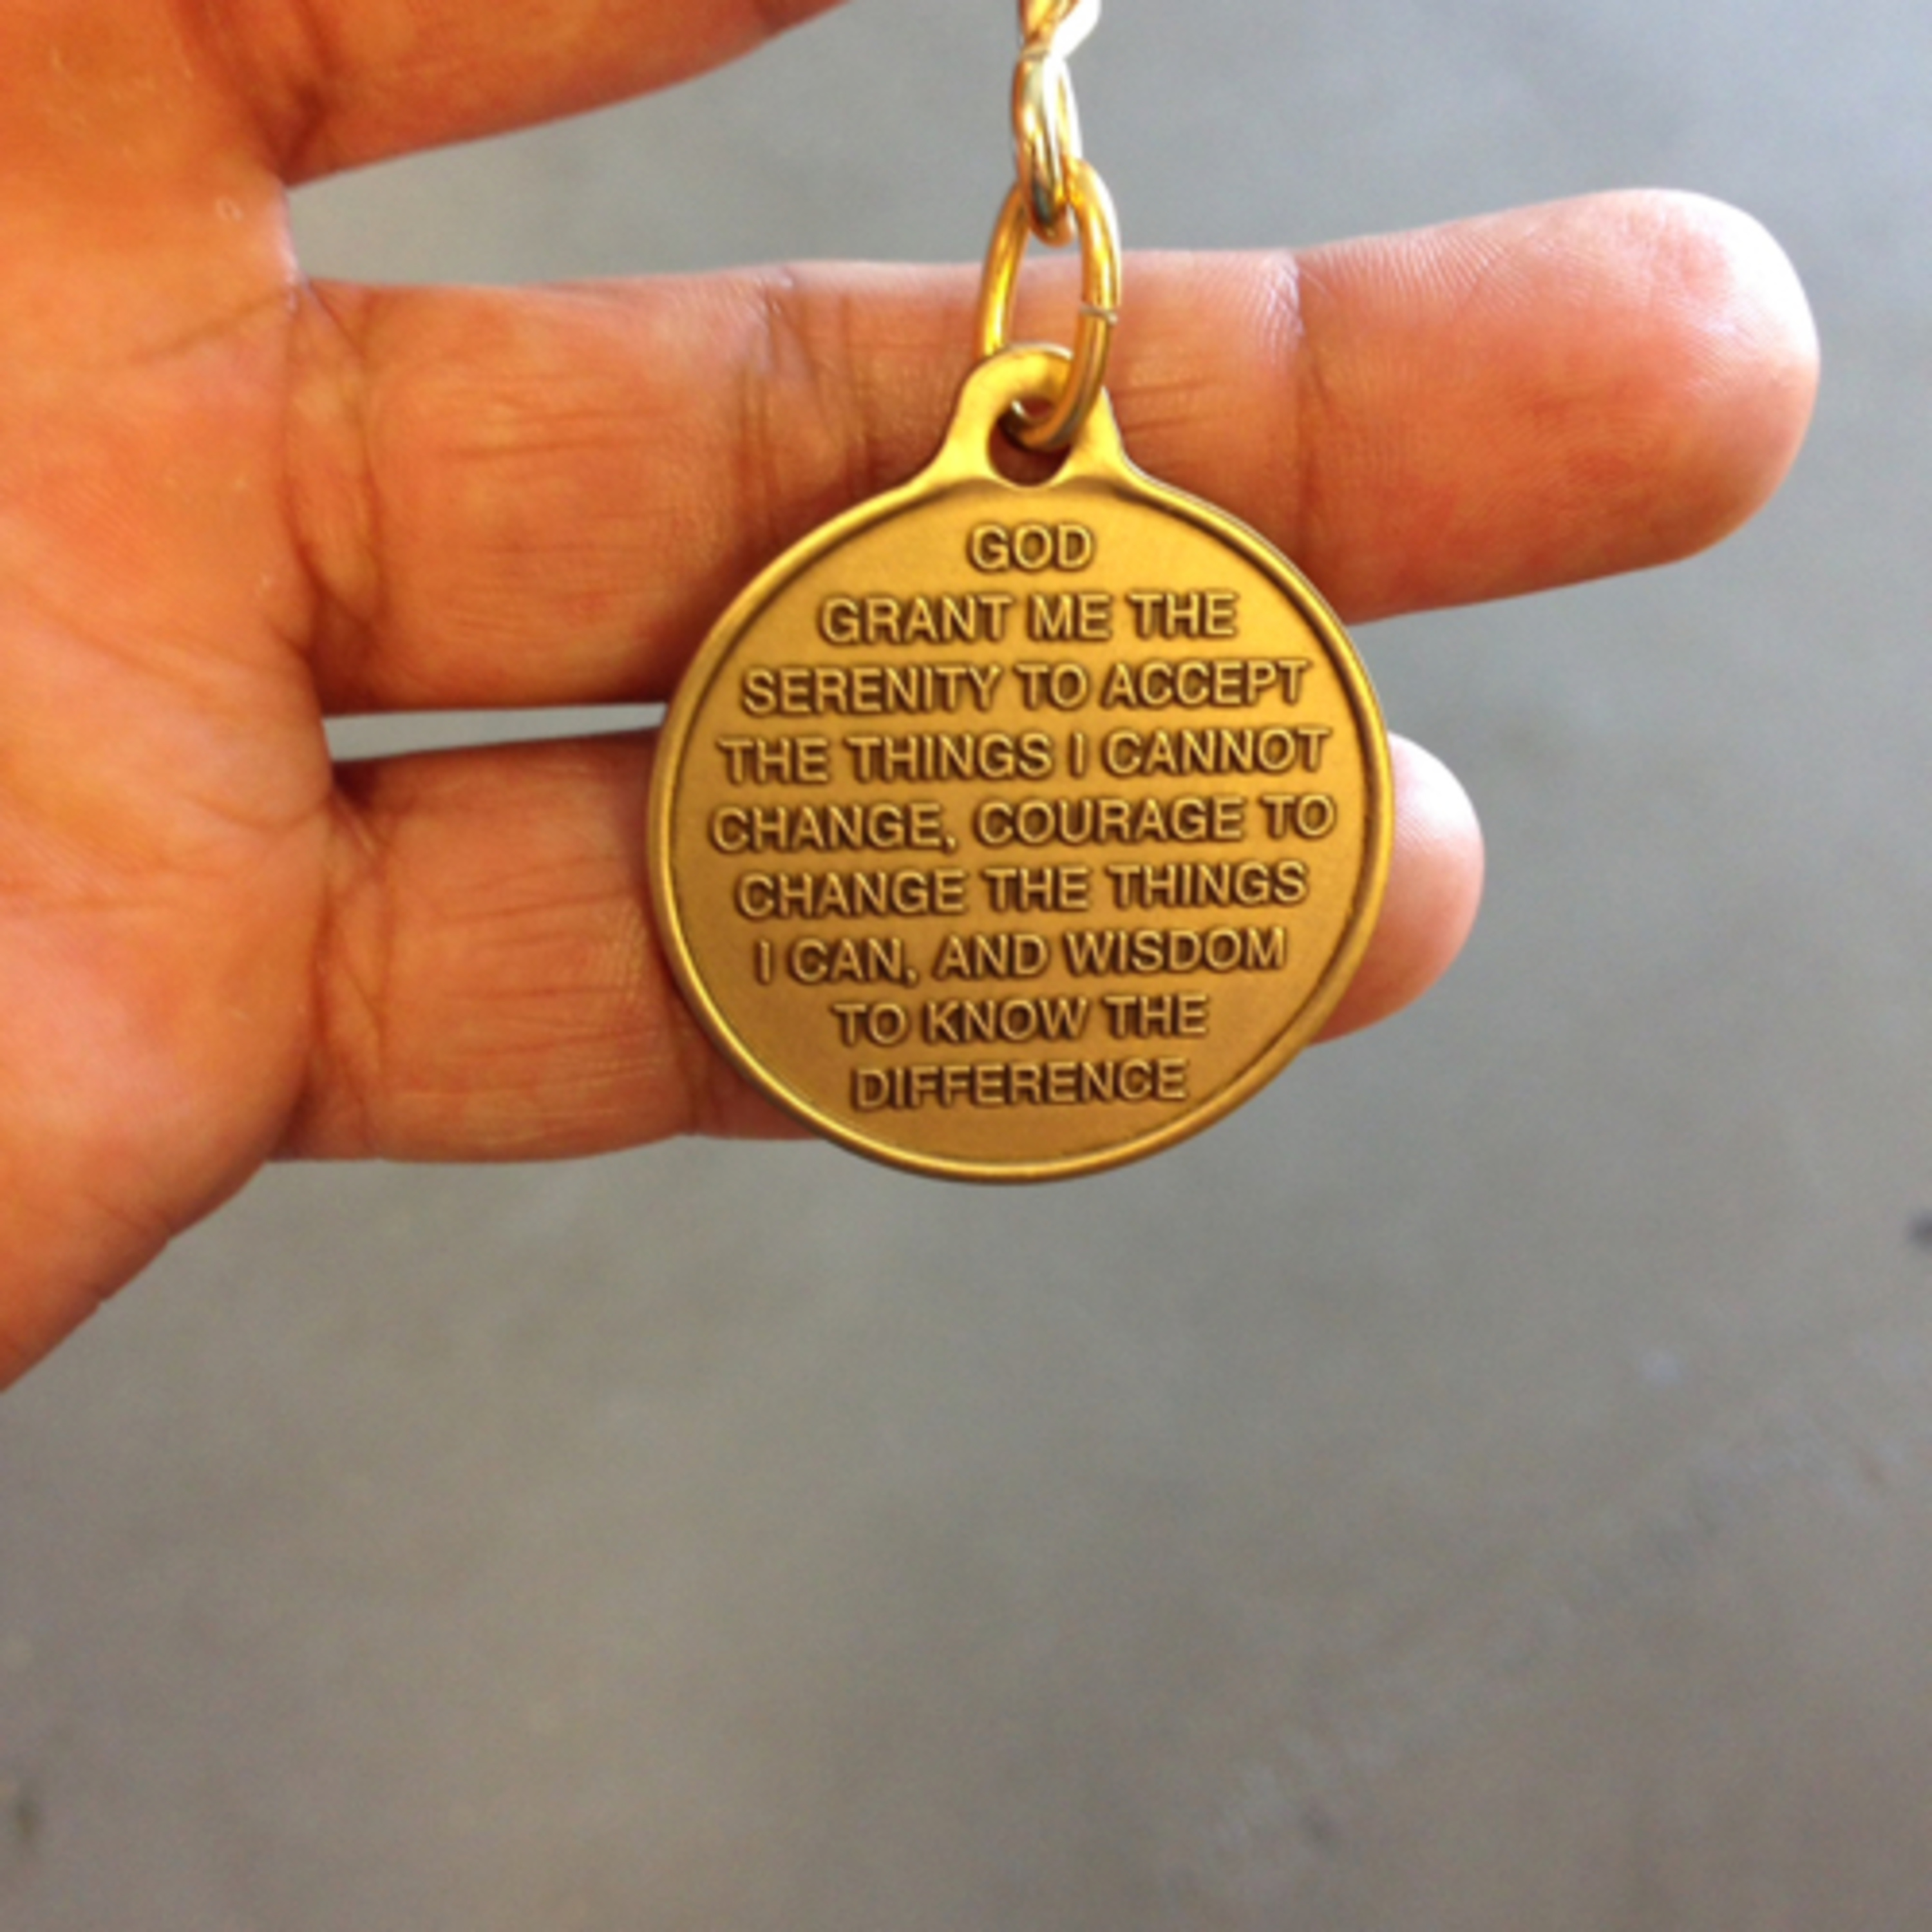 GOD
GRANT ME THE
SERENITY TO ACCEPT
THE THINGS I CANNOT
CHANGE, COURAGE TO
CHANGE THE THINGS
I CAN, AND WISDOM
TO KNOW THE
DIFFERENCE